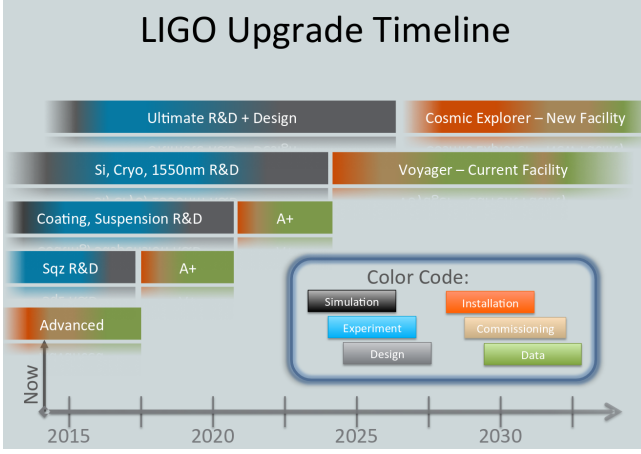 LIGO Upgrade Timeline
Ultimate R&D + Design
Cosmic Explorer – New Facility
Si, Cryo, 1550nm R&D
Voyager – Current Facility
Coating, Suspension R&D
A+
Sqz R&D
A+
Advanced
Color Code:
Simulation
Installation
Experiment
Commissioning
Design
Data
Now
2015
2020
2025
2030